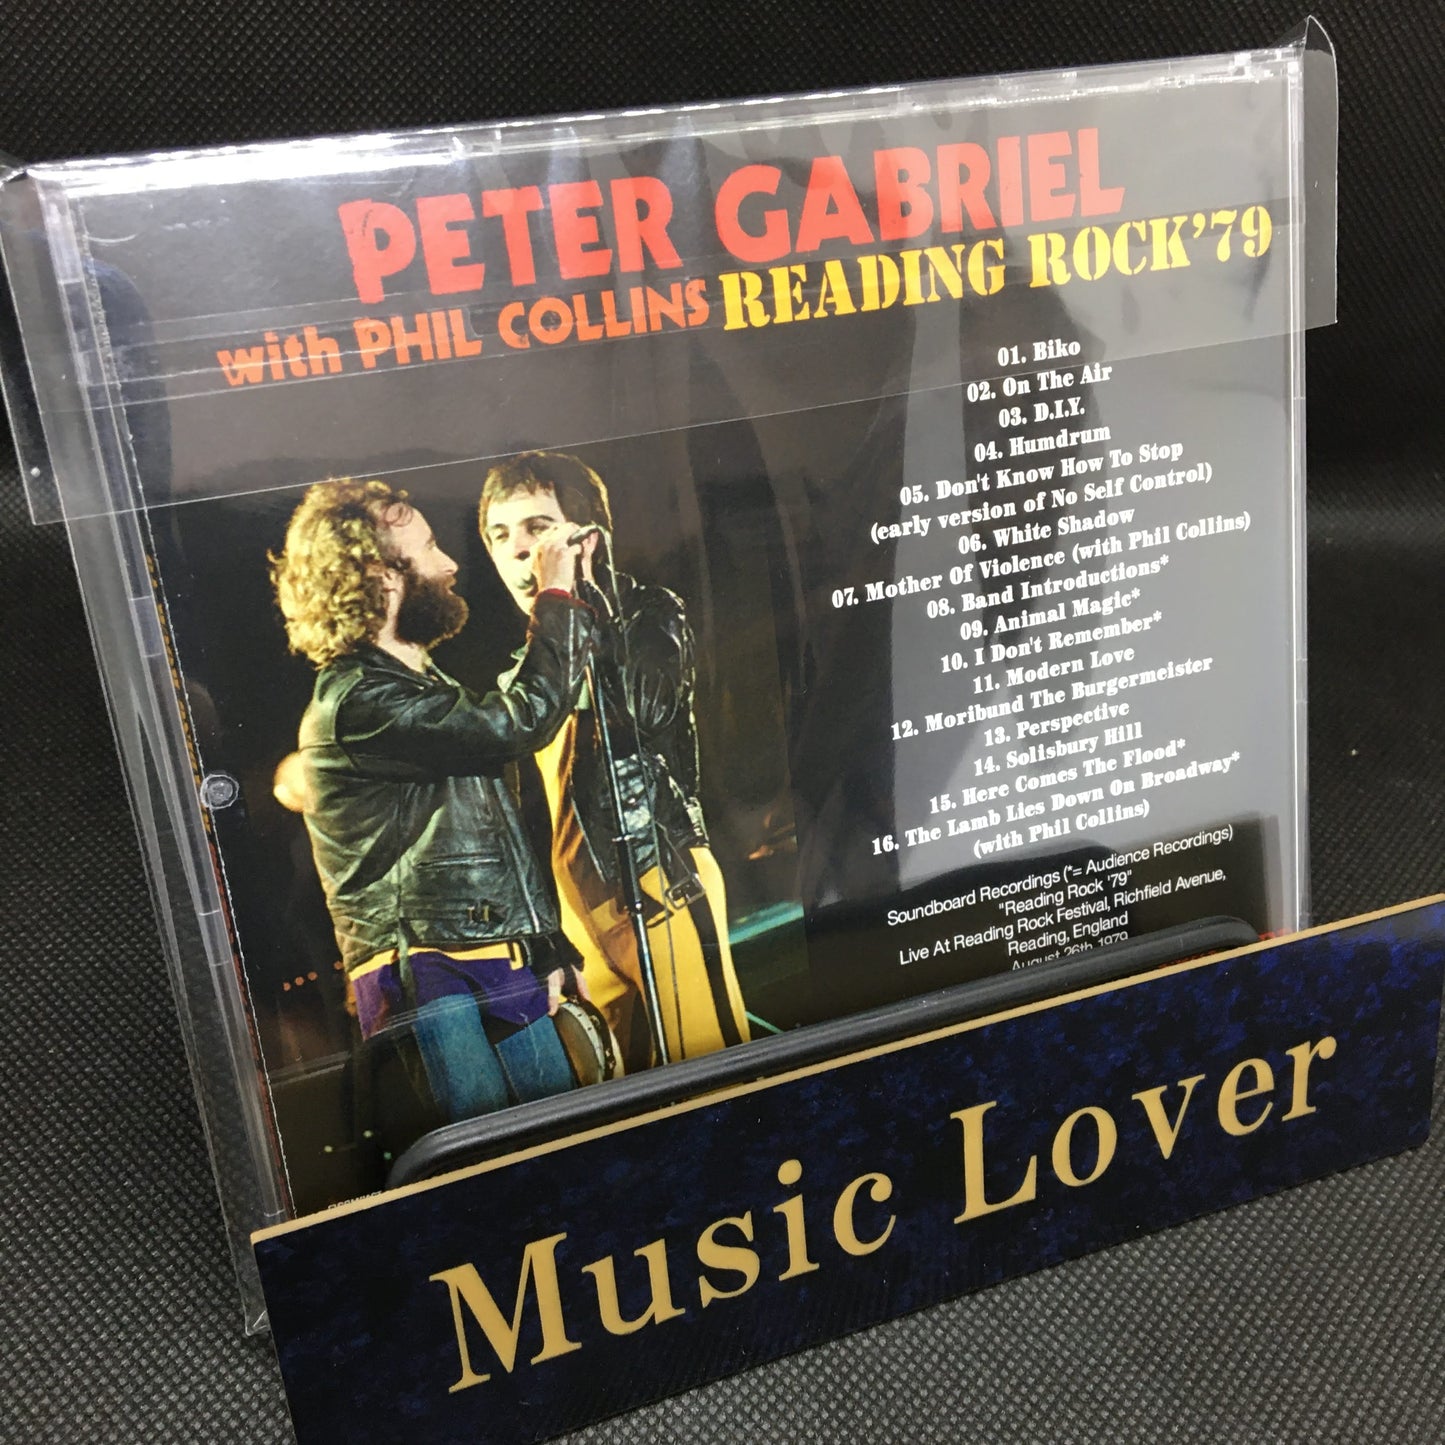 PETER GABRIEL
with PHIL COLLINS READING ROCK'79
01. Biko
02. On The Air
03. D.I.Y.
04. Humdrum
05. Don't Know How To Stop
(early version of No Self Control)
06. White Shadow
07. Mother Of Violence (with Phil Collins)
08. Band Introductions*
09. Animal Magic*
10. I Don't Remember*
11. Modern Love
12. Moribund The Burgermeister
13. Perspective
14. Solisbury Hill
15. Here Comes The Flood*
16. The Lamb Lies Down On Broadway*
(with Phil Collins)
Soundboard Recordings (*= Audience Recordings)
"Reading Rock '79"
Live At Reading Rock Festival, Richfield Avenue,
Reading, England
August 26th 1979
Music Lover